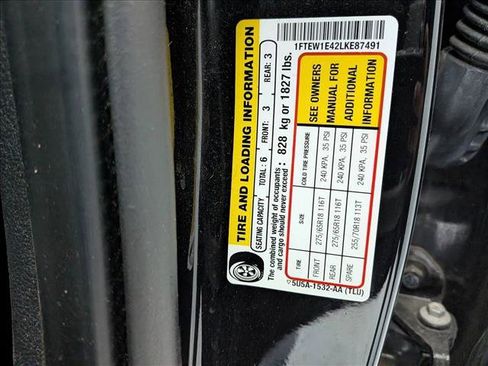 1FTEW1E42LKE87491
TIRE AND LOADING INFORMATION
SEATING CAPACITY TOTAL: 6 FRONT: 3 REAR: 3
The combined weight of occupants
and cargo should never exceed : 828 kg or 1827 lbs.
TIRE SIZE COLD TIRE PRESSURE
FRONT 275/65R18 116T 240 KPA, 35 PSI
REAR 275/65R18 116T 240 KPA, 35 PSI
SPARE 255/70R18 113T 240 KPA, 35 PSI
SEE OWNERS
MANUAL FOR
ADDITIONAL
INFORMATION
5USA-1532-AA (TLU)